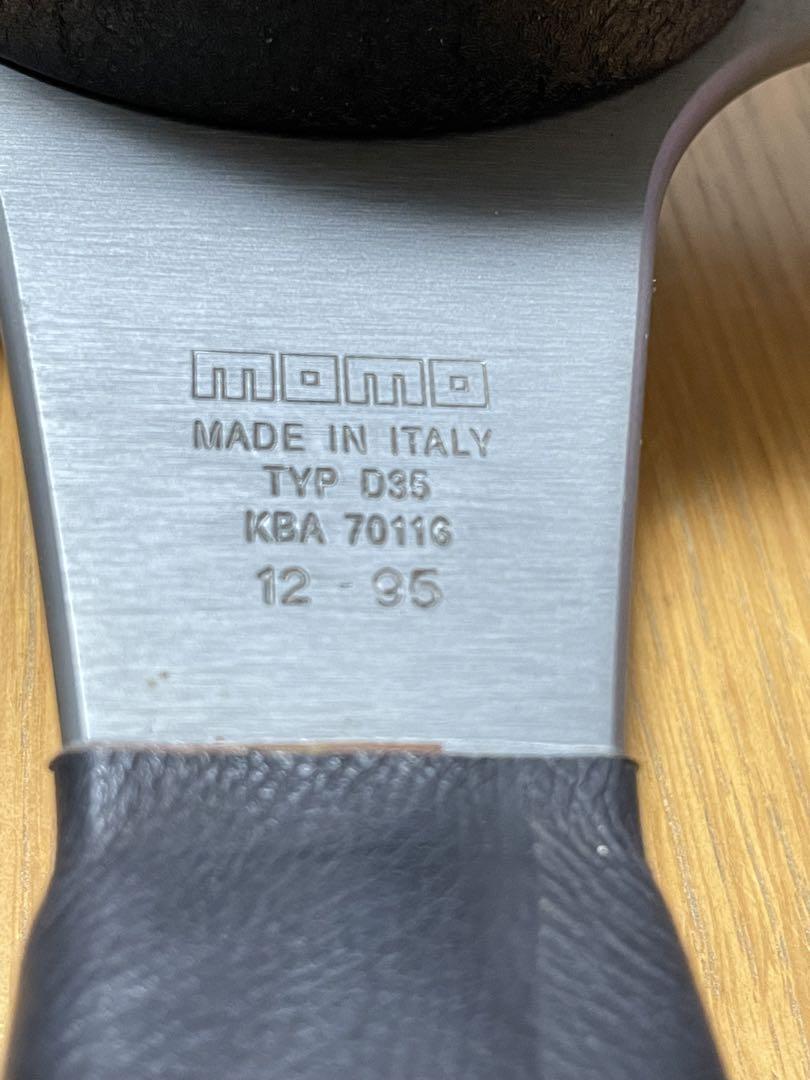 momo
MADE IN ITALY
TYP D35
KBA 70116
12 - 95